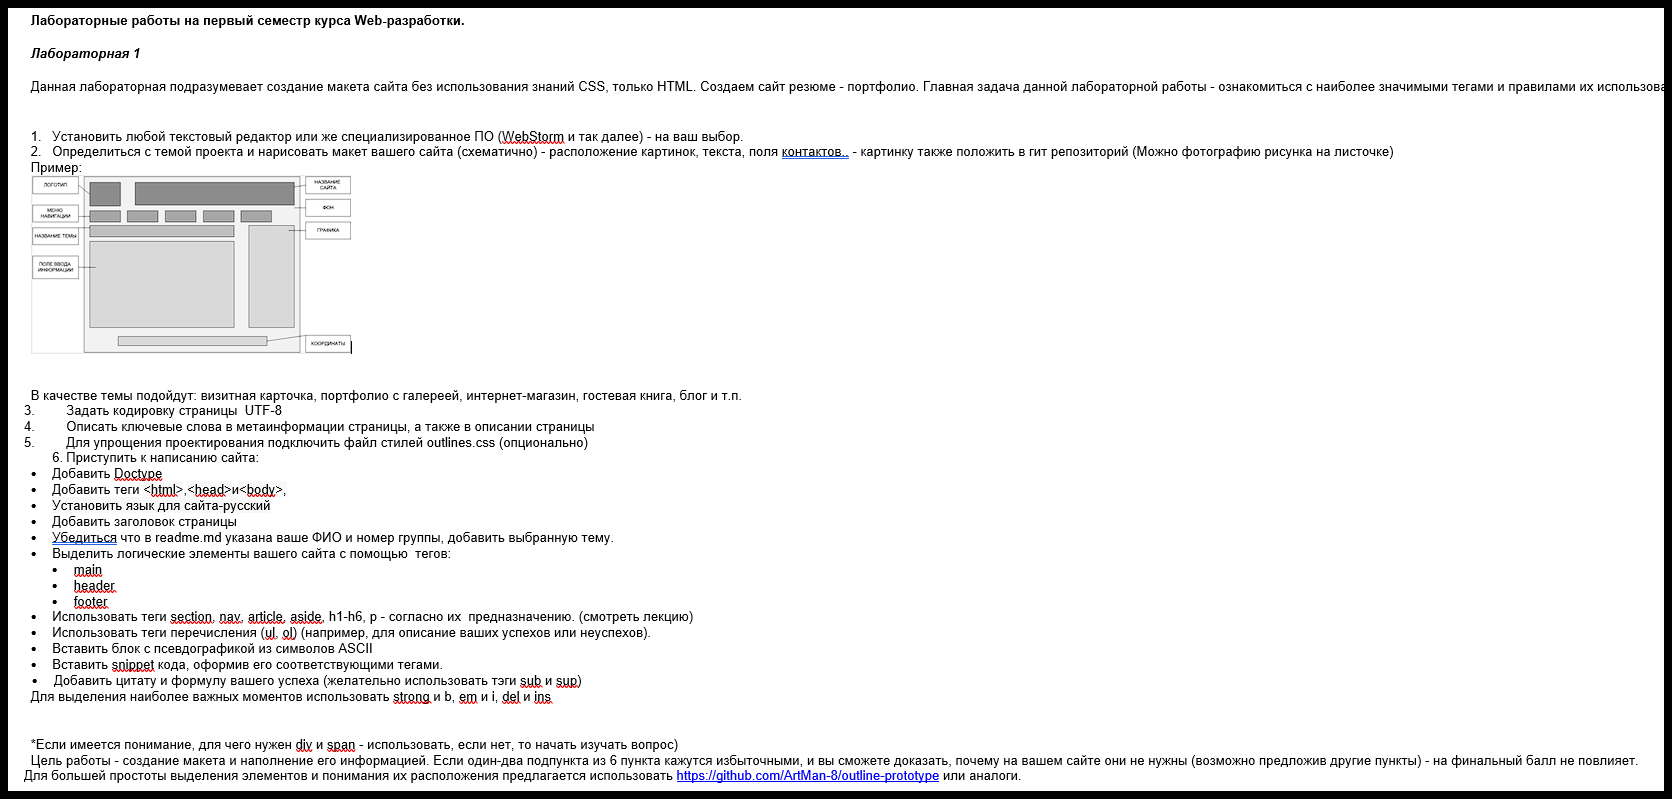 Лабораторные работы на первый семестр курса Web-разработки.
Лабораторная 1
Данная лабораторная подразумевает создание макета сайта без использования знаний CSS, только HTML. Создаем сайт резюме - портфолио. Главная задача данной лабораторной работы - ознакомиться с наиболее значимыми тегами и правилами их использова
1. Установить любой текстовый редактор или же специализированное ПО (WebStorm и так далее) - на ваш выбор.
2. Определиться с темой проекта и нарисовать макет вашего сайта (схематично) - расположение картинок, текста, поля контактов.. - картинку также положить в гит репозиторий (Можно фотографию рисунка на листочке)
Пример:
ЛОГОТИП
НАЗВАНИЕ САЙТА
МЕНЮ НАВИГАЦИИ
ФОН
НАЗВАНИЕ ТЕМЫ
ГРАФИКА
ПОЛЕ ВВОДА ИНФОРМАЦИИ
КООРДИНАТЫ
В качестве темы подойдут: визитная карточка, портфолио с галереей, интернет-магазин, гостевая книга, блог и т.п.
3. Задать кодировку страницы UTF-8
4. Описать ключевые слова в метаинформации страницы, а также в описании страницы
5. Для упрощения проектирования подключить файл стилей outlines.css (опционально)
6. Приступить к написанию сайта:
• Добавить Doctype
• Добавить теги <html>,<head>и<body>,
• Установить язык для сайта-русский
• Добавить заголовок страницы
• Убедиться что в readme.md указана ваше ФИО и номер группы, добавить выбранную тему.
• Выделить логические элементы вашего сайта с помощью тегов:
• main
• header
• footer
• Использовать теги section, nav, article, aside, h1-h6, p - согласно их предназначению. (смотреть лекцию)
• Использовать теги перечисления (ul, ol) (например, для описание ваших успехов или неуспехов).
• Вставить блок с псевдографикой из символов ASCII
• Вставить snippet кода, оформив его соответствующими тегами.
• Добавить цитату и формулу вашего успеха (желательно использовать тэги sub и sup)
Для выделения наиболее важных моментов использовать strong и b, em и i, del и ins
*Если имеется понимание, для чего нужен div и span - использовать, если нет, то начать изучать вопрос)
Цель работы - создание макета и наполнение его информацией. Если один-два подпункта из 6 пункта кажутся избыточными, и вы сможете доказать, почему на вашем сайте они не нужны (возможно предложив другие пункты) - на финальный балл не повлияет.
Для большей простоты выделения элементов и понимания их расположения предлагается использовать https://github.com/ArtMan-8/outline-prototype или аналоги.